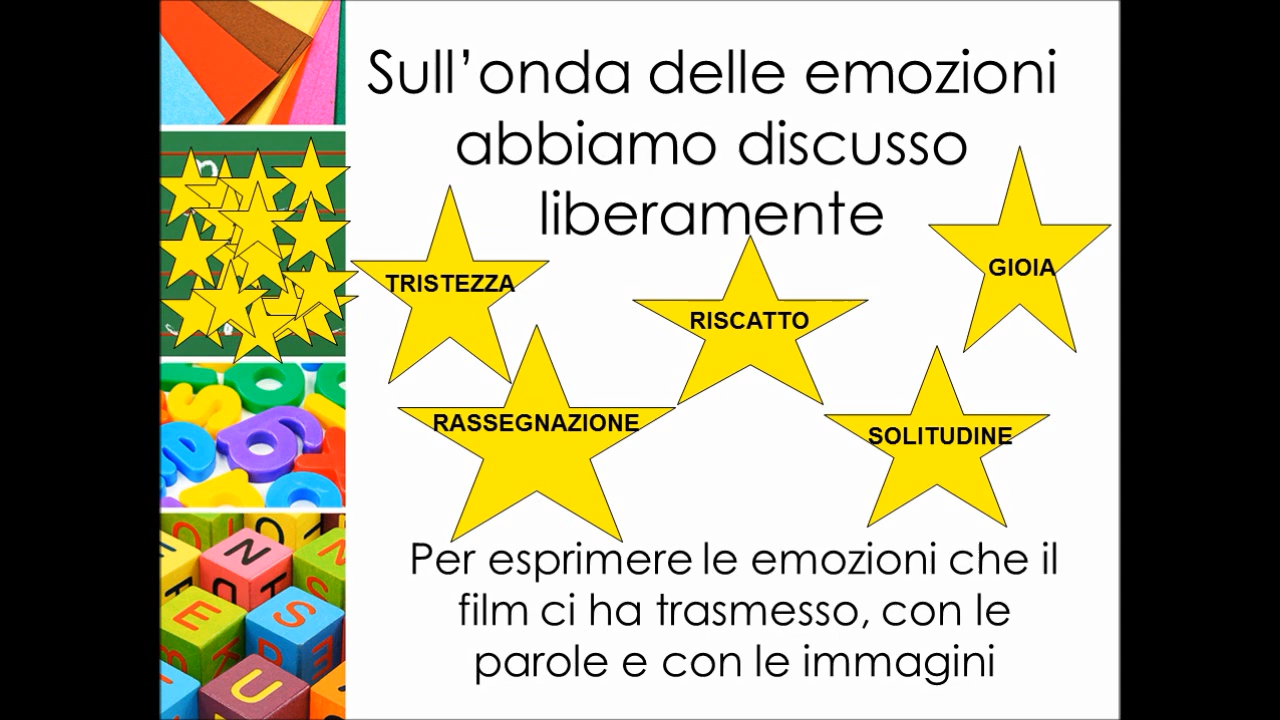 Sull’onda delle emozioni
abbiamo discusso
liberamente
TRISTEZZA
RISCATTO
GIOIA
RASSEGNAZIONE
SOLITUDINE
Per esprimere le emozioni che il
film ci ha trasmesso, con le
parole e con le immagini